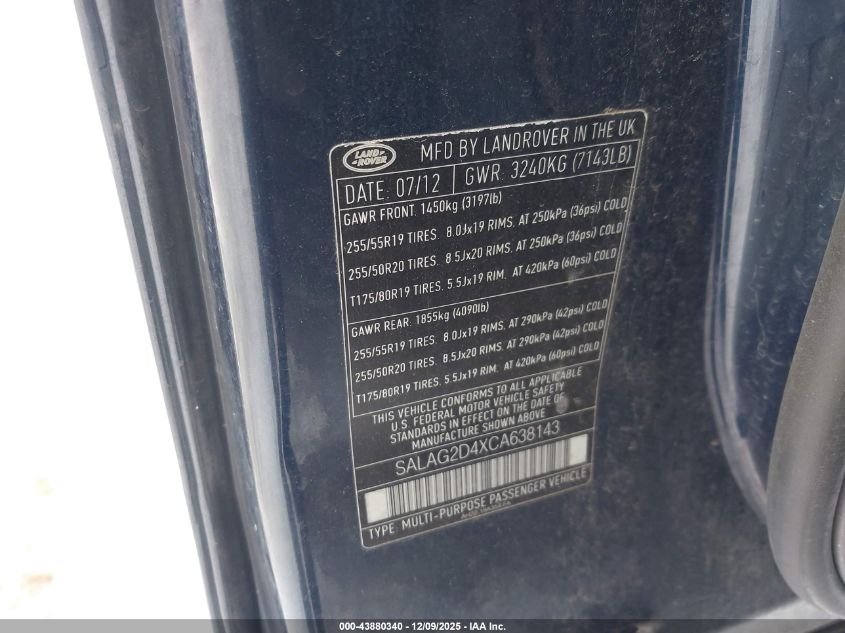 LAND ROVER
MFD BY LANDROVER IN THE UK
DATE: 07/12 GWR: 3240KG (7143LB)
GAWR FRONT. 1450kg (3197lb)
255/55R19 TIRES. 8.0Jx19 RIMS, AT 250kPa (36psi) COLD
255/50R20 TIRES. 8.5Jx20 RIMS, AT 250kPa (36psi) COLD
T175/80R19 TIRES. 5.5Jx19 RIM. AT 420kPa (60psi) COLD
GAWR REAR. 1855kg (4090lb)
255/55R19 TIRES. 8.0Jx19 RIMS, AT 290kPa (42psi) COLD
255/50R20 TIRES. 8.5Jx20 RIMS, AT 290kPa (42psi) COLD
T175/80R19 TIRES. 5.5Jx19 RIM. AT 420kPa (60psi) COLD
THIS VEHICLE CONFORMS TO ALL APPLICABLE
U.S. FEDERAL MOTOR VEHICLE SAFETY
STANDARDS IN EFFECT ON THE DATE OF
MANUFACTURE SHOWN ABOVE
SALAG2D4XCA638143
TYPE: MULTI-PURPOSE PASSENGER VEHICLE
000-43880340 - 12/09/2025 - IAA Inc.